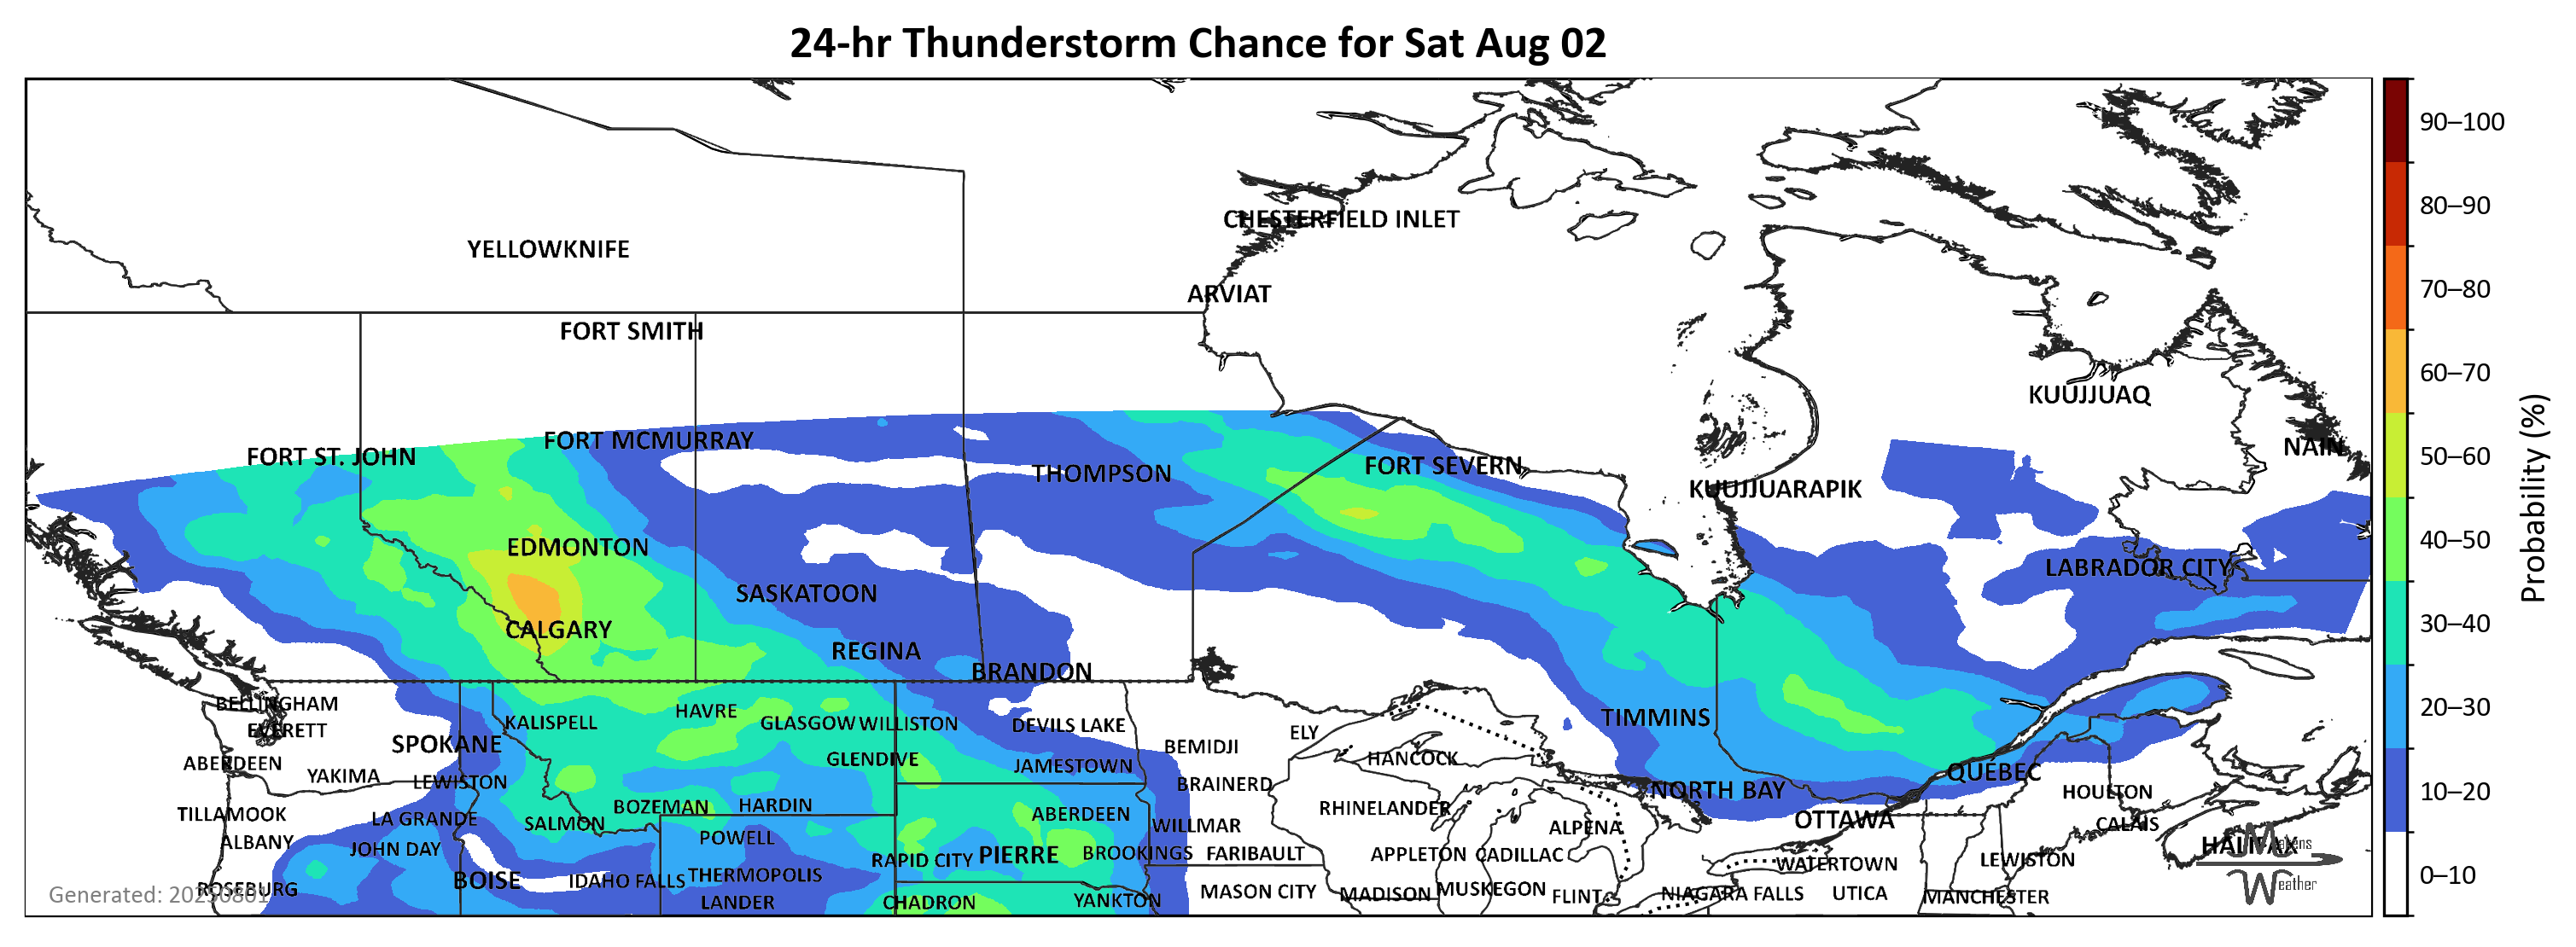 24-hr Thunderstorm Chance for Sat Aug 02
90–100
80–90
70–80
60–70
50–60
40–50
30–40
20–30
10–20
0–10
Probability (%)
CHESTERFIELD INLET
YELLOWKNIFE
ARVIAT
FORT SMITH
KUUJJUAQ
FORT MCMURRAY
NAIN
FORT ST. JOHN
FORT SEVERN
THOMPSON
KUUJJUARAPIK
EDMONTON
LABRADOR CITY
SASKATOON
CALGARY
REGINA
BRANDON
BELLINGHAM
HAVRE
TIMMINS
KALISPELL
GLASGOW
WILLISTON
DEVILS LAKE
EVERETT
ELY
SPOKANE
BEMIDJI
HANCOCK
GLENDIVE
ABERDEEN
JAMESTOWN
QUÉBEC
YAKIMA
LEWISTON
BRAINERD
NORTH BAY
HOULTON
BOZEMAN
HARDIN
RHINELANDER
TILLAMOOK
ABERDEEN
LA GRANDE
SALMON
WILLMAR
ALPENA
OTTAWA
CALAIS
POWELL
ALBANY
JOHN DAY
HALIFAX
RAPID CITY
PIERRE
BROOKINGS
FARIBAULT
APPLETON
CADILLAC
WATERTOWN
LEWISTON
BOISE
IDAHO FALLS
THERMOPOLIS
ROSEBURG
MASON CITY
MADISON
MUSKEGON
FLINT
NIAGARA FALLS
UTICA
MANCHESTER
LANDER
CHADRON
YANKTON
Generated: 20250801
Weather